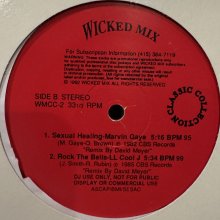 WICKED MIX
For Subscription Information (415) 364-7119
SIDE B STEREO
WMCC-2 33⅓ RPM
CLASSIC COLLECTION
1. Sexual Healing-Marvin Gaye 5:16 BPM 95
(M. Gaye-O. Brown) ℗ 1982 CBS Records
"Remix By David Meyer"
2. Rock The Bells-LL Cool J 5:34 BPM 99
(J. Smith-R. Rubin) ℗ 1985 CBS Records
"Remix By David Meyer"
DJ USE ONLY, NOT FOR PUBLIC
DISPLAY OR COMMERCIAL USE
ASCAP/BMI/SESAC